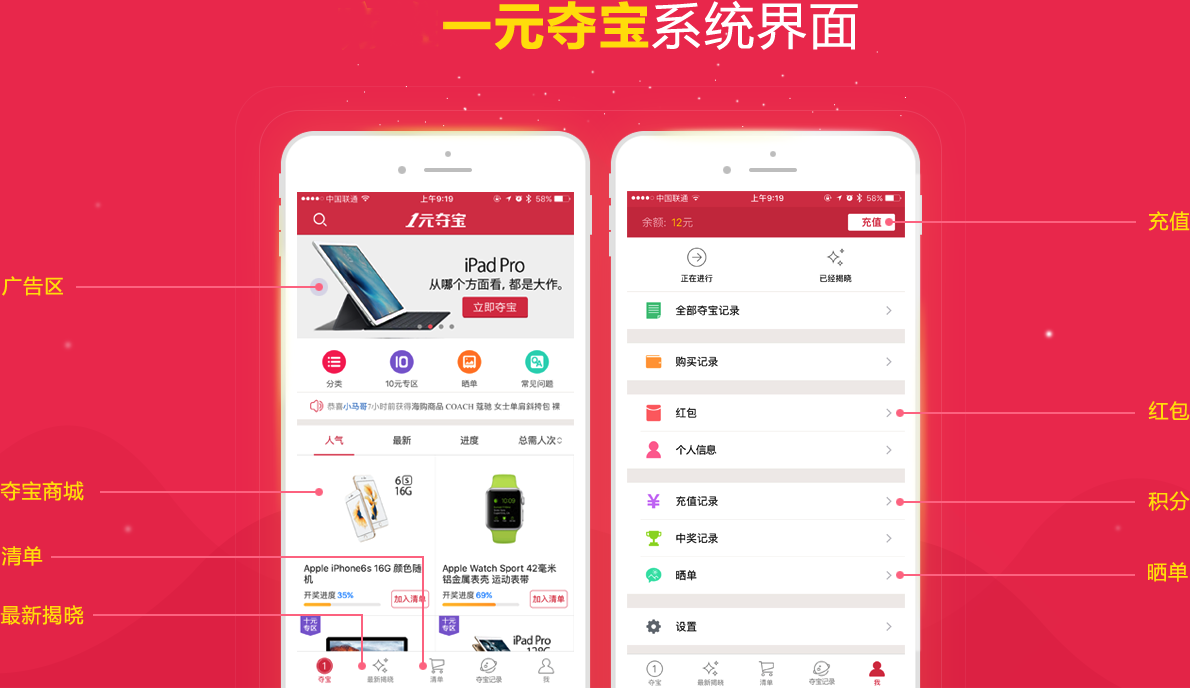 一元夺宝系统界面
广告区
夺宝商城
清单
最新揭晓
中国联通
上午9:19
58%
1元夺宝
iPad Pro
从哪个方面看，都是大作。
立即夺宝
分类
10
10元专区
晒单
常见问题
恭喜小马哥7小时前获得海购商品 COACH 蔻驰 女士单肩斜挎包 裸
人气
最新
进度
总需人次
6S
16G
10:09
Apple iPhone6s 16G 颜色随
机
开奖进度 35%
加入清单
Apple Watch Sport 42毫米
铝金属表壳 运动表带
开奖进度 69%
加入清单
十元
专区
十元
专区
iPad Pro
128G
1
夺宝
最新揭晓
清单
夺宝记录
我
中国联通
上午9:19
58%
余额: 12元
充值
正在进行
已经揭晓
全部夺宝记录
购买记录
红包
个人信息
¥
充值记录
中奖记录
晒单
设置
1
夺宝
最新揭晓
清单
夺宝记录
我
充值
红包
积分
晒单